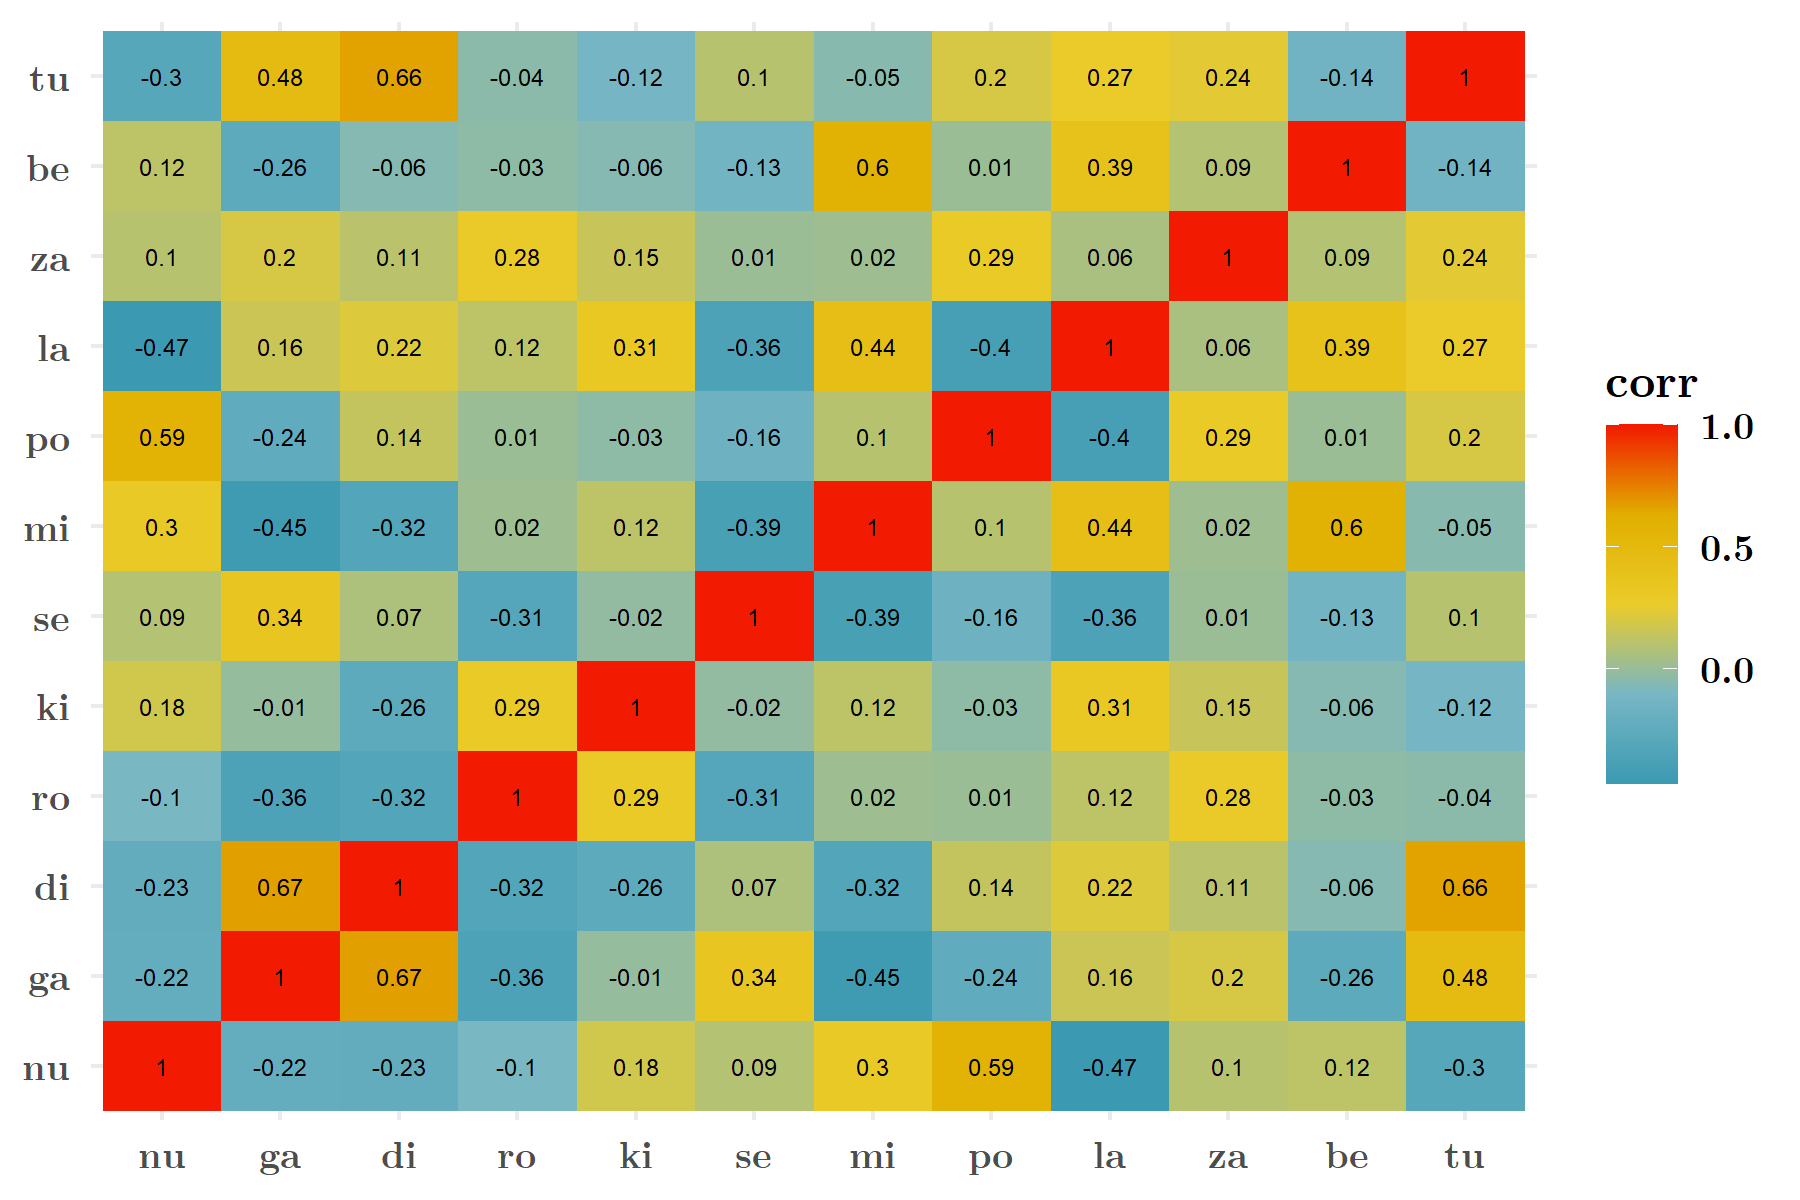 tu -0.3 0.48 0.66 -0.04 -0.12 0.1 -0.05 0.2 0.27 0.24 -0.14 1
be 0.12 -0.26 -0.06 -0.03 -0.06 -0.13 0.6 0.01 0.39 0.09 1 -0.14
za 0.1 0.2 0.11 0.28 0.15 0.01 0.02 0.29 0.06 1 0.09 0.24
la -0.47 0.16 0.22 0.12 0.31 -0.36 0.44 -0.4 1 0.06 0.39 0.27
po 0.59 -0.24 0.14 0.01 -0.03 -0.16 0.1 1 -0.4 0.29 0.01 0.2
mi 0.3 -0.45 -0.32 0.02 0.12 -0.39 1 0.1 0.44 0.02 0.6 -0.05
se 0.09 0.34 0.07 -0.31 -0.02 1 -0.39 -0.16 -0.36 0.01 -0.13 0.1
ki 0.18 -0.01 -0.26 0.29 1 -0.02 0.12 -0.03 0.31 0.15 -0.06 -0.12
ro -0.1 -0.36 -0.32 1 0.29 -0.31 0.02 0.01 0.12 0.28 -0.03 -0.04
di -0.23 0.67 1 -0.32 -0.26 0.07 -0.32 0.14 0.22 0.11 -0.06 0.66
ga -0.22 1 0.67 -0.36 -0.01 0.34 -0.45 -0.24 0.16 0.2 -0.26 0.48
nu 1 -0.22 -0.23 -0.1 0.18 0.09 0.3 0.59 -0.47 0.1 0.12 -0.3
nu ga di ro ki se mi po la za be tu
corr
1.0
0.5
0.0